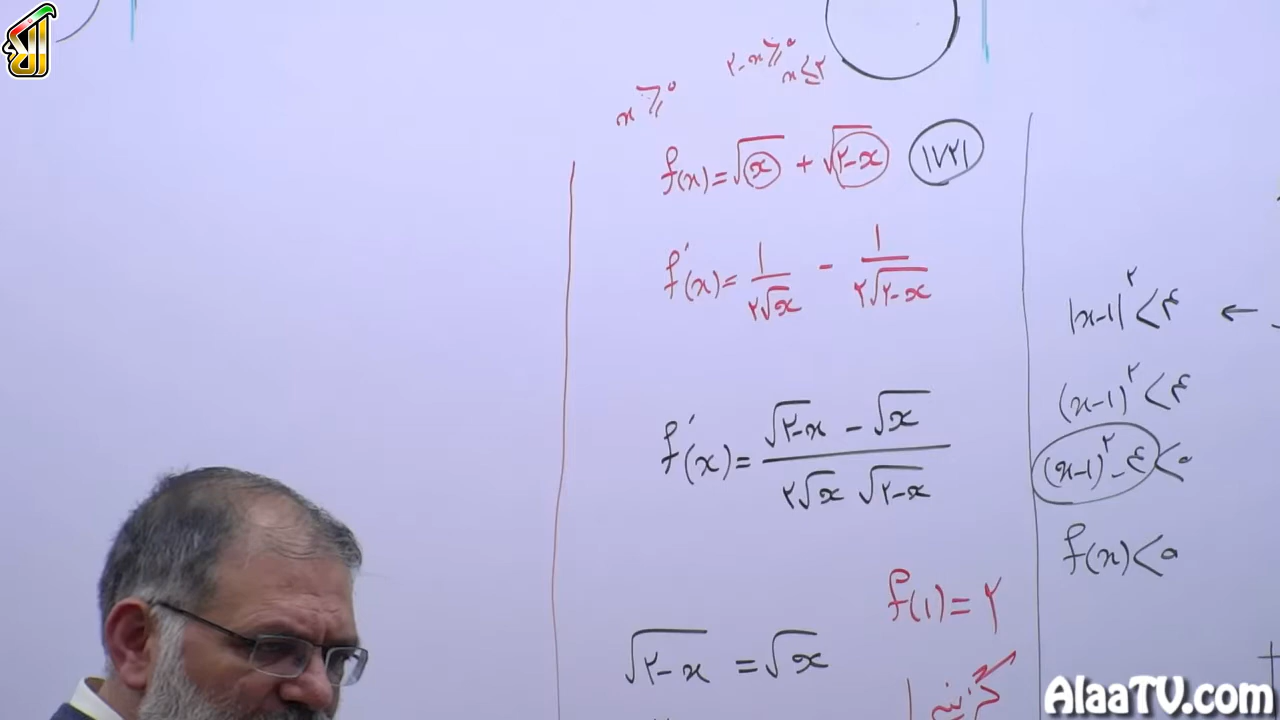 ۲-x ≥ ۰
x ≤ ۲
x ≥ ۰
f(x) = √x + √(۲-x) ۱۷۲۱
f'(x) = ۱/(۲√x) - ۱/(۲√(۲-x))
f'(x) = (√(۲-x) - √x)/(۲√x √(۲-x))
f(۱) = ۲
√(۲-x) = √x
|x-۱|² < ۴ ←
(x-۱)² < ۴
(x-۱)² - ۴ < ۰
f(x) < ۰
AlaaTV.com